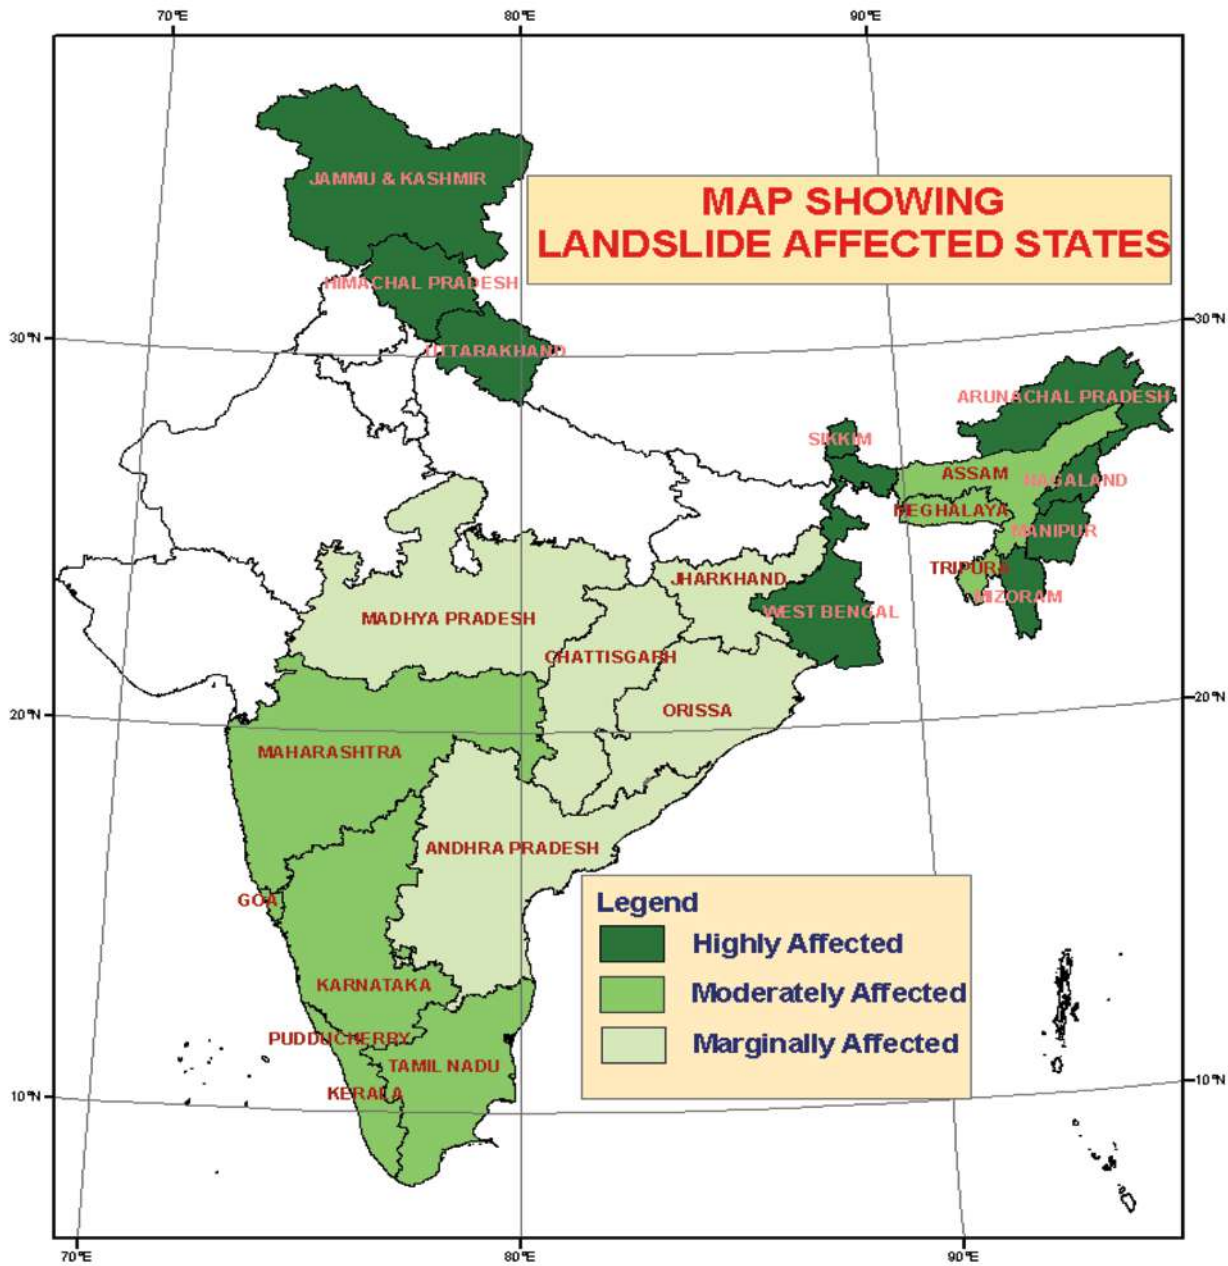 70°E 80°E 90°E
JAMMU & KASHMIR
MAP SHOWING
LANDSLIDE AFFECTED STATES
HIMACHAL PRADESH
30°N 30°N
UTTARAKHAND
ARUNACHAL PRADESH
SIKKIM
ASSAM
NAGALAND
MEGHALAYA
MANIPUR
TRIPURA
JHARKHAND
MIZORAM
WEST BENGAL
MADHYA PRADESH
CHATTISGARH
20°N 20°N
ORISSA
MAHARASHTRA
ANDHRA PRADESH
GOA
Legend
Highly Affected
KARNATAKA
Moderately Affected
PUDDUCHERRY
Marginally Affected
TAMIL NADU
10°N 10°N
KERALA
70°E 80°E 90°E